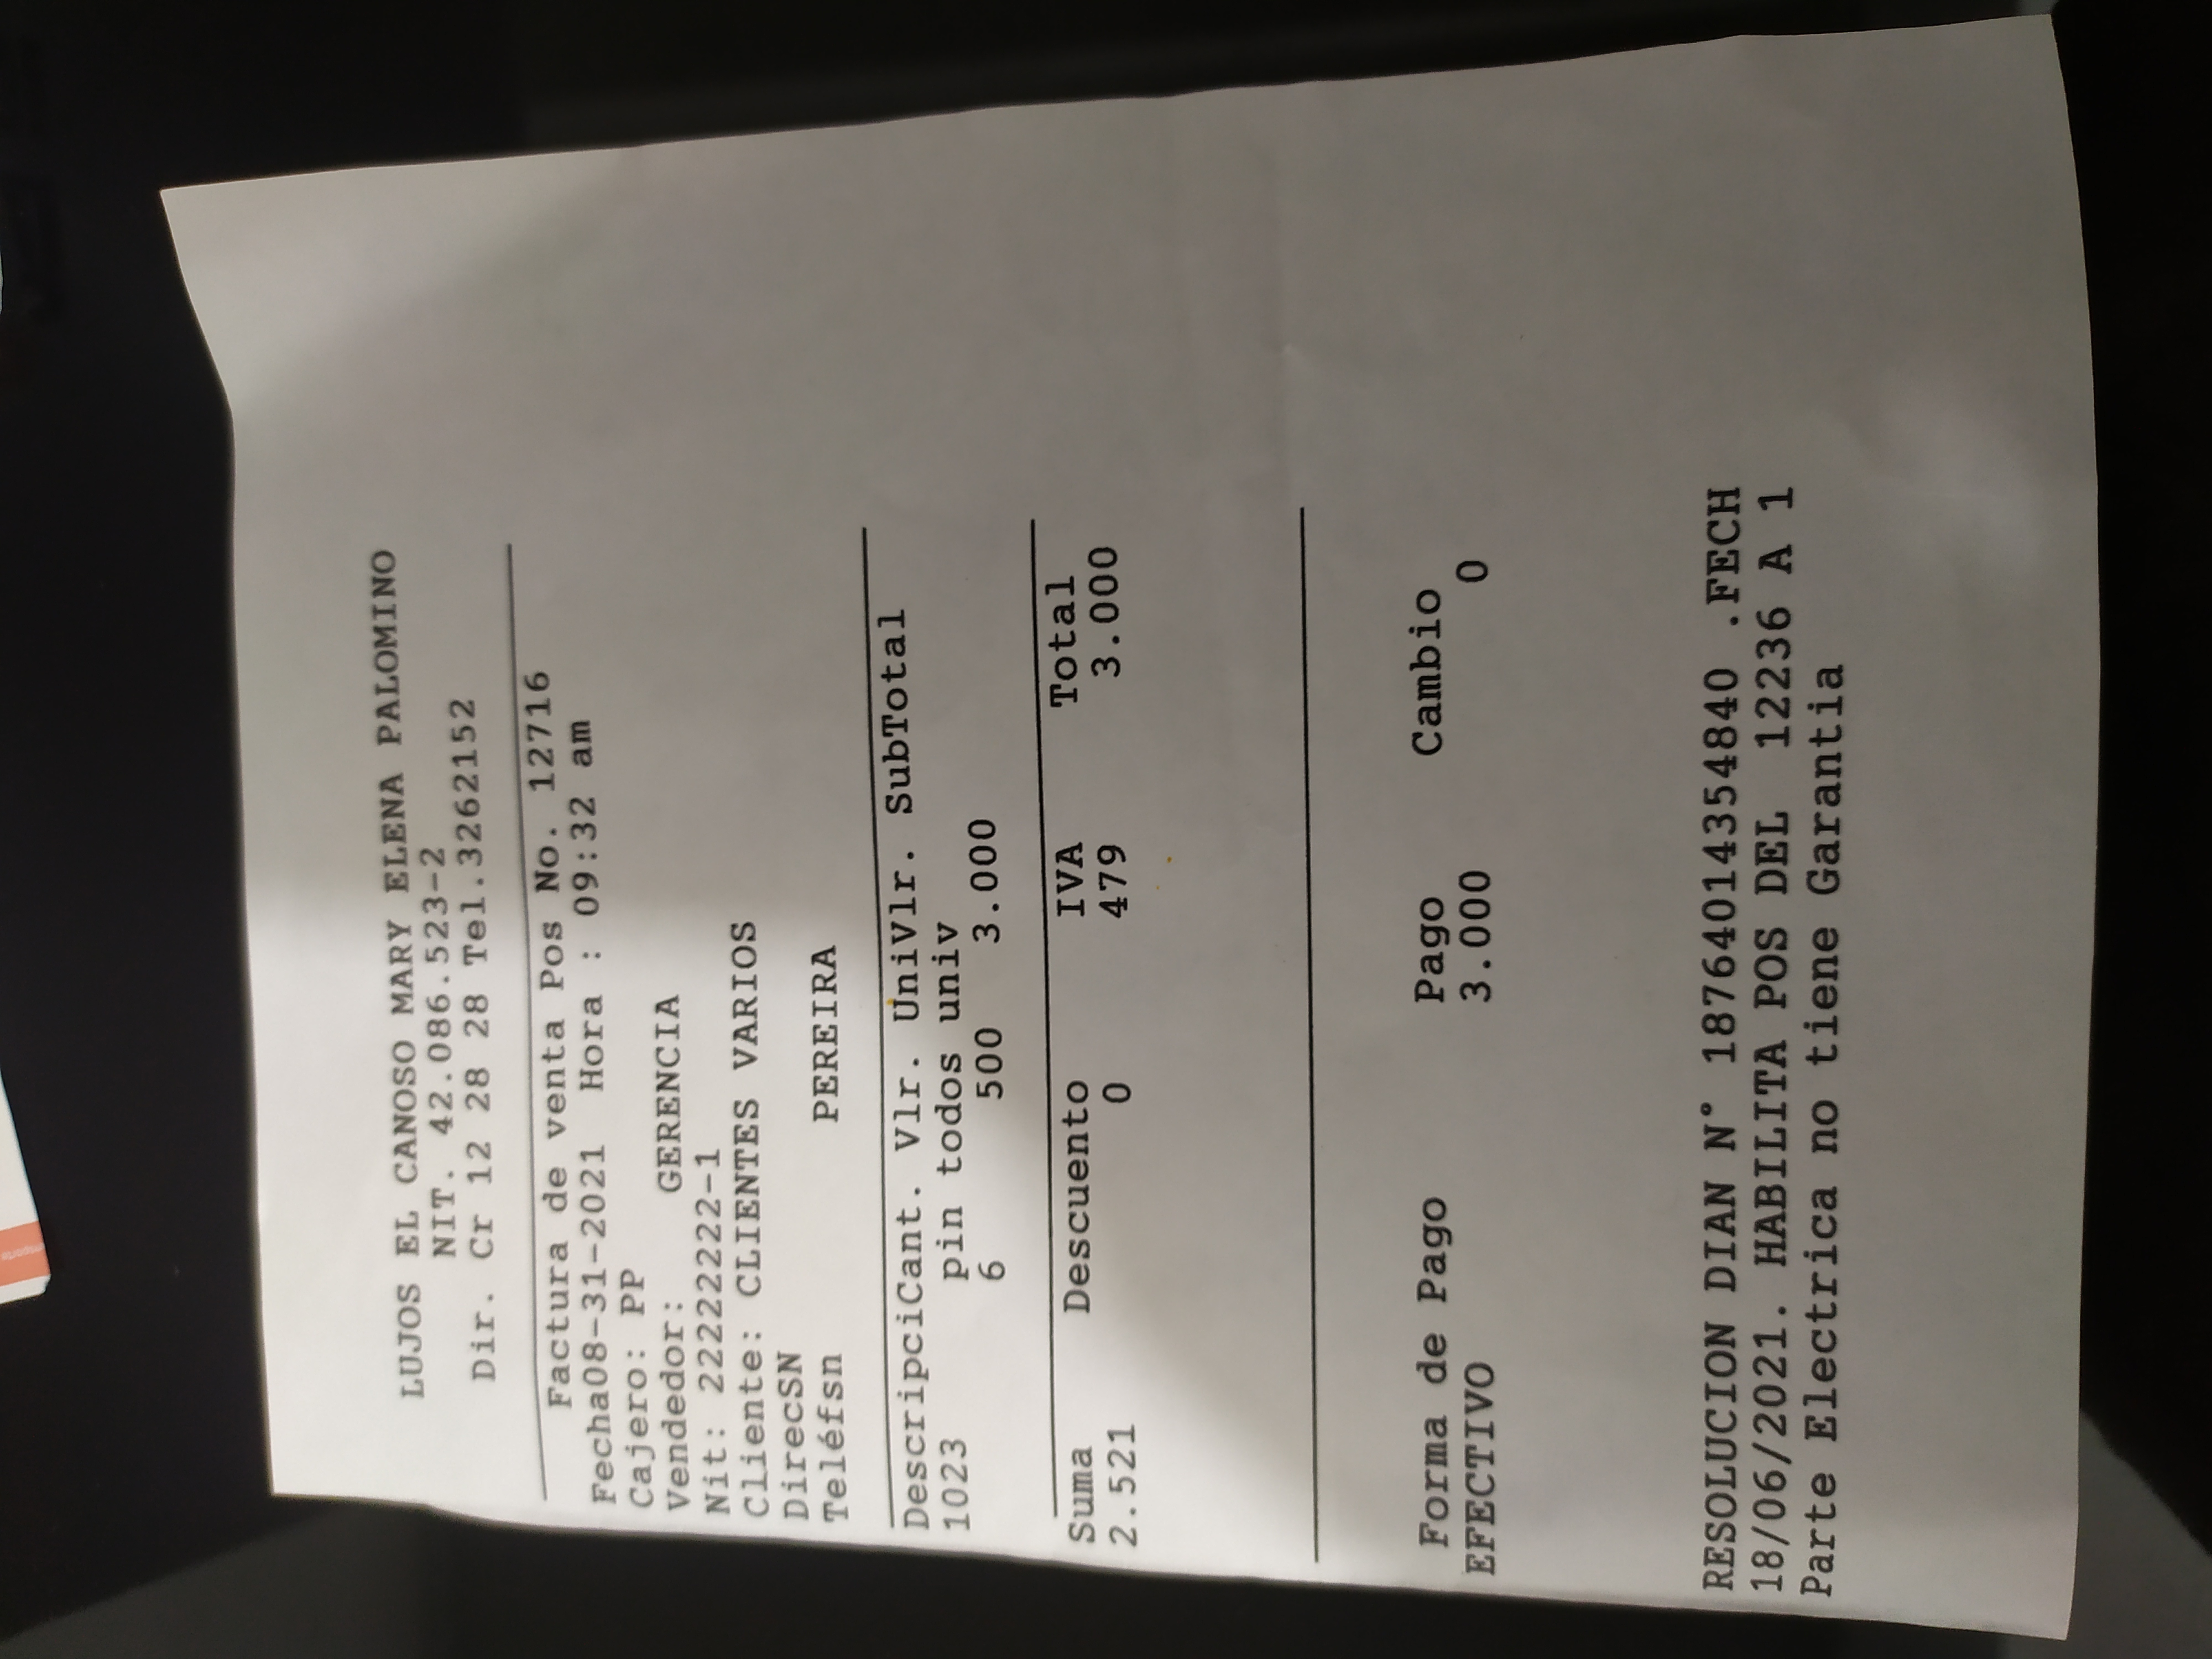 LUJOS EL CANOSO MARY ELENA PALOMINO
NIT. 42.086.523-2
Dir. Cr 12 28 28 Tel.3262152
Factura de venta Pos No. 12716
Fecha08-31-2021 Hora : 09:32 am
Cajero: PP
Vendedor: GERENCIA
Nit: 222222222-1
Cliente: CLIENTES VARIOS
DirecSN
Teléfsn PEREIRA
DescripciCant. Vlr. UniVlr. SubTotal
1023 pin todos univ
6 500 3.000
Suma Descuento IVA Total
2.521 0 479 3.000
Forma de Pago Pago Cambio
EFECTIVO 3.000 0
RESOLUCION DIAN N° 18764014354840 .FECH
18/06/2021. HABILITA POS DEL 12236 A 1
Parte Electrica no tiene Garantia